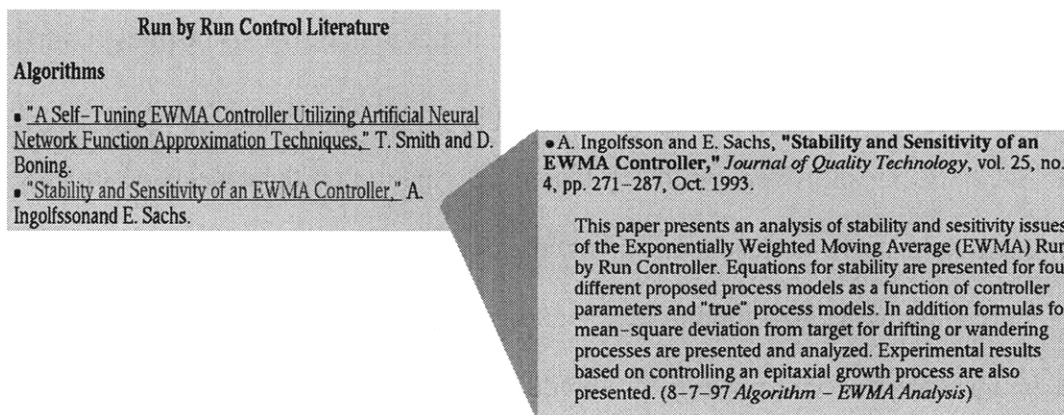 Run by Run Control Literature
Algorithms
▪ "A Self-Tuning EWMA Controller Utilizing Artificial Neural
Network Function Approximation Techniques," T. Smith and D.
Boning.
▪ "Stability and Sensitivity of an EWMA Controller," A.
Ingolfssonand E. Sachs.
• A. Ingolfsson and E. Sachs, "Stability and Sensitivity of an
EWMA Controller," Journal of Quality Technology, vol. 25, no.
4, pp. 271-287, Oct. 1993.
This paper presents an analysis of stability and sesitivity issues
of the Exponentially Weighted Moving Average (EWMA) Run
by Run Controller. Equations for stability are presented for fou
different proposed process models as a function of controller
parameters and "true" process models. In addition formulas fo
mean-square deviation from target for drifting or wandering
processes are presented and analyzed. Experimental results
based on controlling an epitaxial growth process are also
presented. (8-7-97 Algorithm - EWMA Analysis)